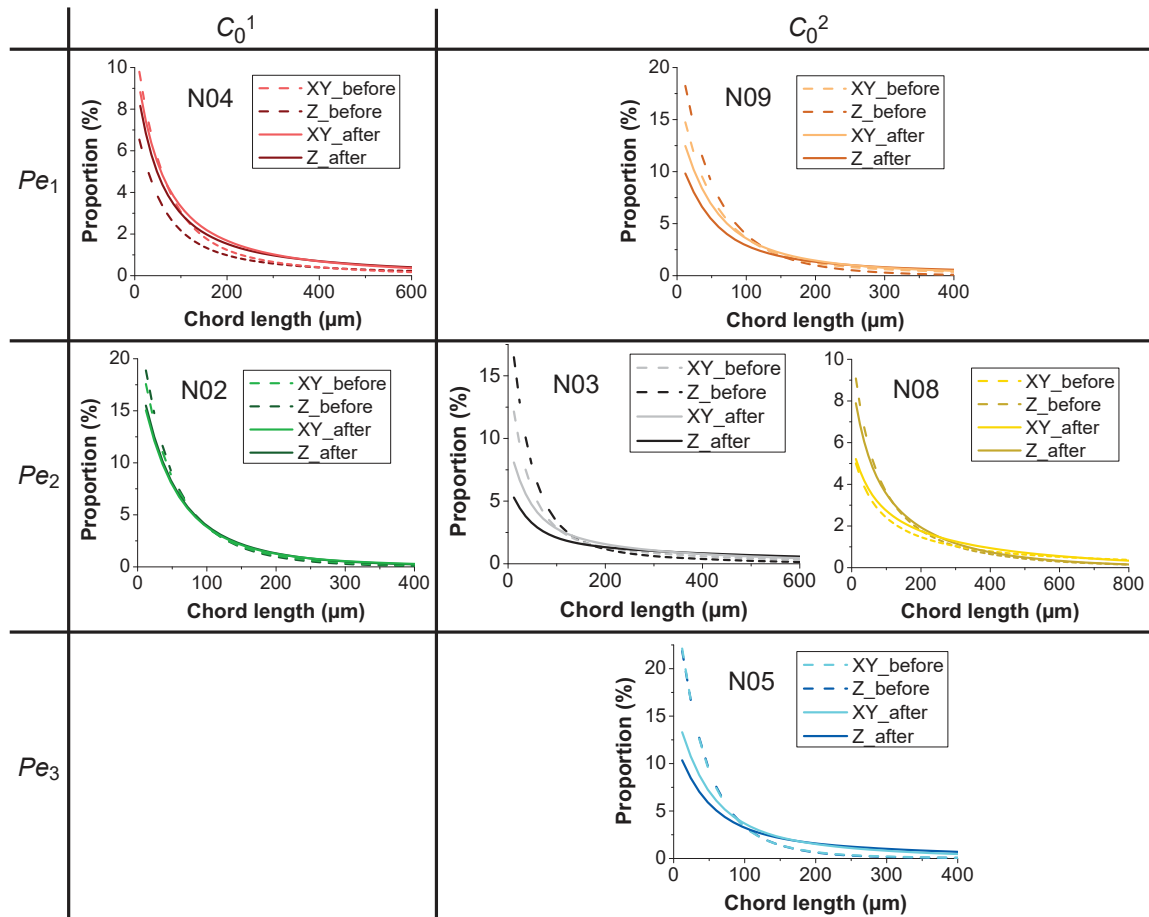 C₀¹
C₀²
Pe₁
N04
XY_before
Z_before
XY_after
Z_after
Proportion (%)
10
8
6
4
2
0
0 200 400 600
Chord length (µm)
N09
XY_before
Z_before
XY_after
Z_after
Proportion (%)
20
15
10
5
0
0 100 200 300 400
Chord length (µm)
Pe₂
N02
XY_before
Z_before
XY_after
Z_after
Proportion (%)
20
15
10
5
0
0 100 200 300 400
Chord length (µm)
N03
XY_before
Z_before
XY_after
Z_after
Proportion (%)
15
10
5
0
0 200 400 600
Chord length (µm)
N08
XY_before
Z_before
XY_after
Z_after
10
8
6
4
2
0
0 200 400 600 800
Chord length (µm)
Pe₃
N05
XY_before
Z_before
XY_after
Z_after
Proportion (%)
20
15
10
5
0
0 100 200 300 400
Chord length (µm)